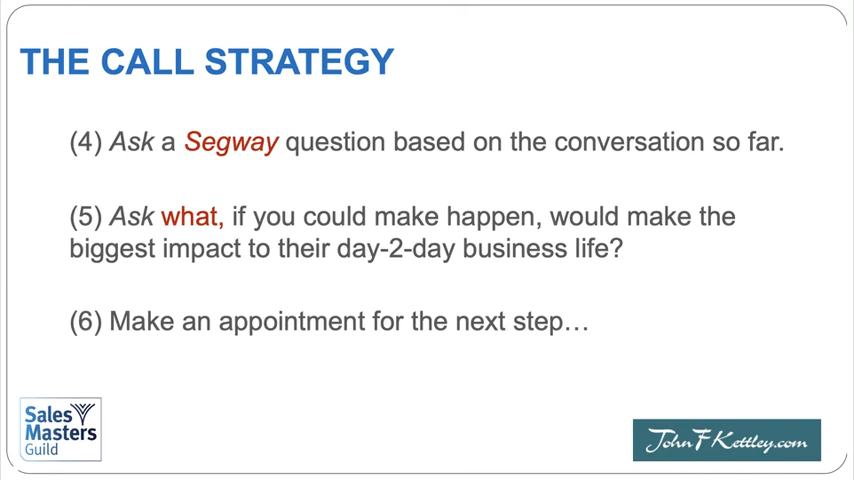 THE CALL STRATEGY
(4) Ask a Segway question based on the conversation so far.
(5) Ask what, if you could make happen, would make the
biggest impact to their day-2-day business life?
(6) Make an appointment for the next step…
Sales
Masters
Guild
John F Kettley.com